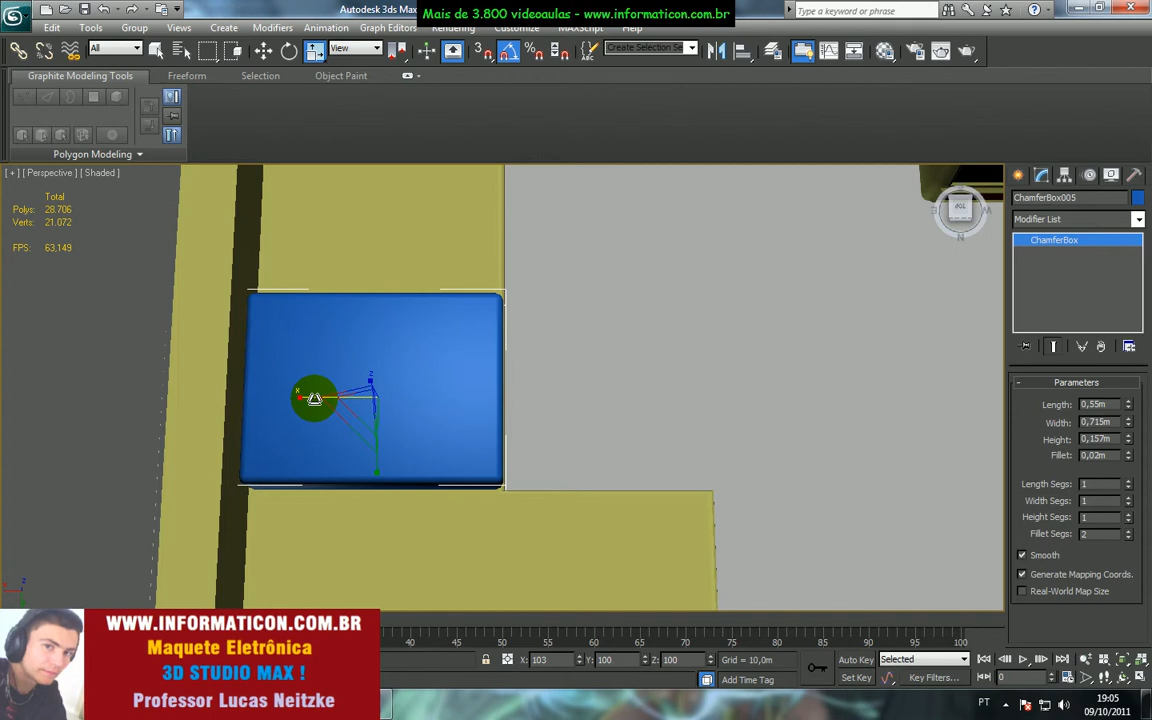 Autodesk 3ds Max
Mais de 3.800 videoaulas - www.informaticon.com.br
Type a keyword or phrase
Edit Tools Group Views Create Modifiers Animation Graph Editors Rendering MAXScript Help
All
View
Create Selection Se
Graphite Modeling Tools Freeform Selection Object Paint
Polygon Modeling
[ + ] [ Perspective ] [ Shaded ]
Total
Polys: 28.706
Verts: 21.072
FPS: 63,149
x
z
TOP
W
N
ChamferBox005
Modifier List
ChamferBox
Parameters
Length: 0,55m
Width: 0,715m
Height: 0,157m
Fillet: 0,02m
Length Segs: 1
Width Segs: 1
Height Segs: 1
Fillet Segs: 2
Smooth
Generate Mapping Coords.
Real-World Map Size
WWW.INFORMATICON.COM.BR
Maquete Eletrônica
3D STUDIO MAX !
Professor Lucas Neitzke
40 45 50 55 60 65 70 75 80 85 90 95 100
X: 103 Y: 100 Z: 100 Grid = 10,0m
Add Time Tag
Auto Key Selected
Set Key Key Filters...
0
PT
19:05
09/10/2011